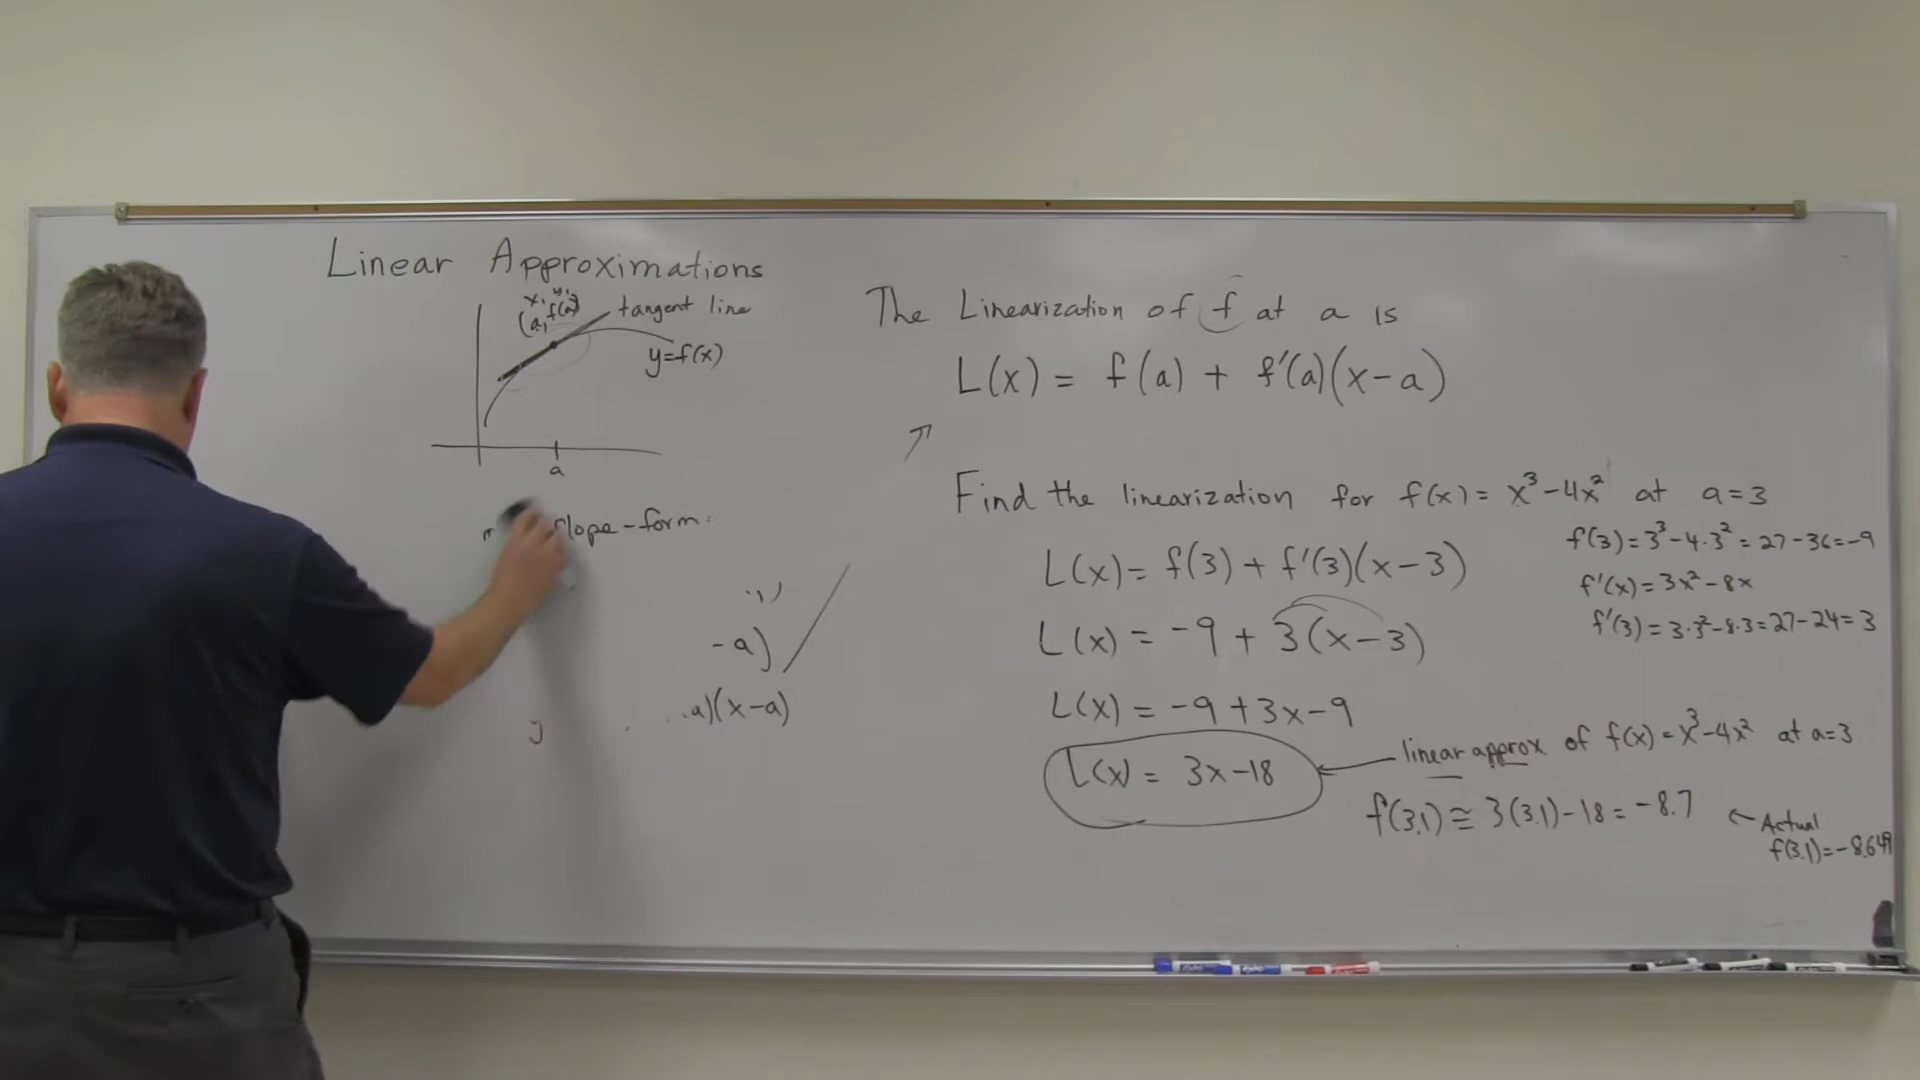 Linear Approximations
x₁ y₁
(a, f(a))
tangent line
y=f(x)
a
slope-form:
-a)
a)(x-a)
y
The Linearization of f at a is
L(x) = f(a) + f'(a)(x-a)
Find the linearization for f(x) = x³-4x² at a=3
f(3)=3³-4·3²=27-36=-9
L(x)= f(3)+ f'(3)(x-3)
f'(x)=3x²-8x
f'(3)=3·3²-8·3=27-24=3
L(x) = -9 + 3(x-3)
L(x) = -9+3x-9
linear approx. of f(x)=x³-4x² at a=3
L(x) = 3x-18
f(3.1)≅3(3.1)-18=-8.7
Actual
f(3.1)=-8.649